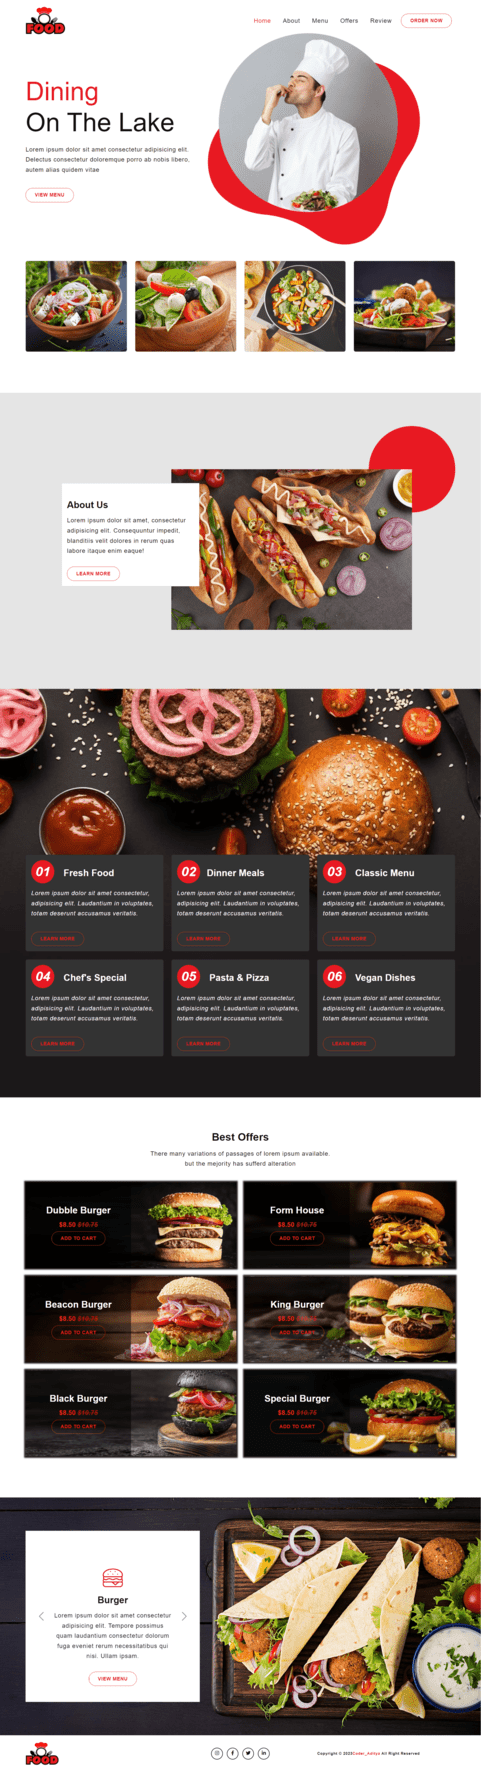 FOOD
Home About Menu Offers Review ORDER NOW
Dining
On The Lake
Lorem ipsum dolor sit amet consectetur adipisicing elit.
Delectus consectetur doloremque porro ab nobis libero,
autem alias quidem vitae
VIEW MENU
About Us
Lorem ipsum dolor sit amet, consectetur
adipisicing elit. Consequuntur impedit,
blanditiis velit dolores in rerum quas
labore itaque enim eaque!
LEARN MORE
01 Fresh Food
Lorem ipsum dolor sit amet consectetur,
adipisicing elit. Laudantium in voluptates,
totam deserunt accusamus veritatis.
LEARN MORE
02 Dinner Meals
Lorem ipsum dolor sit amet consectetur,
adipisicing elit. Laudantium in voluptates,
totam deserunt accusamus veritatis.
LEARN MORE
03 Classic Menu
Lorem ipsum dolor sit amet consectetur,
adipisicing elit. Laudantium in voluptates,
totam deserunt accusamus veritatis.
LEARN MORE
04 Chef's Special
Lorem ipsum dolor sit amet consectetur,
adipisicing elit. Laudantium in voluptates,
totam deserunt accusamus veritatis.
LEARN MORE
05 Pasta & Pizza
Lorem ipsum dolor sit amet consectetur,
adipisicing elit. Laudantium in voluptates,
totam deserunt accusamus veritatis.
LEARN MORE
06 Vegan Dishes
Lorem ipsum dolor sit amet consectetur,
adipisicing elit. Laudantium in voluptates,
totam deserunt accusamus veritatis.
LEARN MORE
Best Offers
There many variations of passages of lorem ipsum available.
but the mejority has sufferd alteration
Dubble Burger
$8.50 $10.75
ADD TO CART
Form House
$8.50 $10.75
ADD TO CART
Beacon Burger
$8.50 $10.75
ADD TO CART
King Burger
$8.50 $10.75
ADD TO CART
Black Burger
$8.50 $10.75
ADD TO CART
Special Burger
$8.50 $10.75
ADD TO CART
Burger
Lorem ipsum dolor sit amet consectetur
adipisicing elit. Tempore possimus
quam laudantium consectetur dolorum
fuga eveniet rerum necessitatibus qui
nisi. Ullam ipsam.
VIEW MENU
FOOD
Copyright © 2023Coder_Aditya All Right Reserved